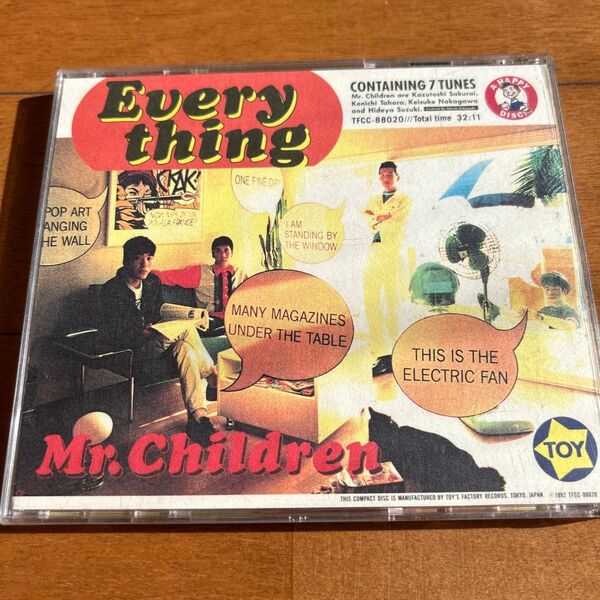 Every
thing
CONTAINING 7 TUNES
Mr. Children are Kazutoshi Sakurai,
Kenichi Tahara, Keisuke Nakagawa
and Hideya Suzuki.
TFCC-88020///Total time 32:11
A HAPPY
DISC!
ONE FINE DAY
POP ART
ANGING
THE WALL
I AM
STANDING BY
THE WINDOW
MANY MAGAZINES
UNDER THE TABLE
THIS IS THE
ELECTRIC FAN
Mr. Children
TOY
THIS COMPACT DISC IS MANUFACTURED BY TOY'S FACTORY RECORDS. TOKYO, JAPAN. ℗1992 TFCC-88020